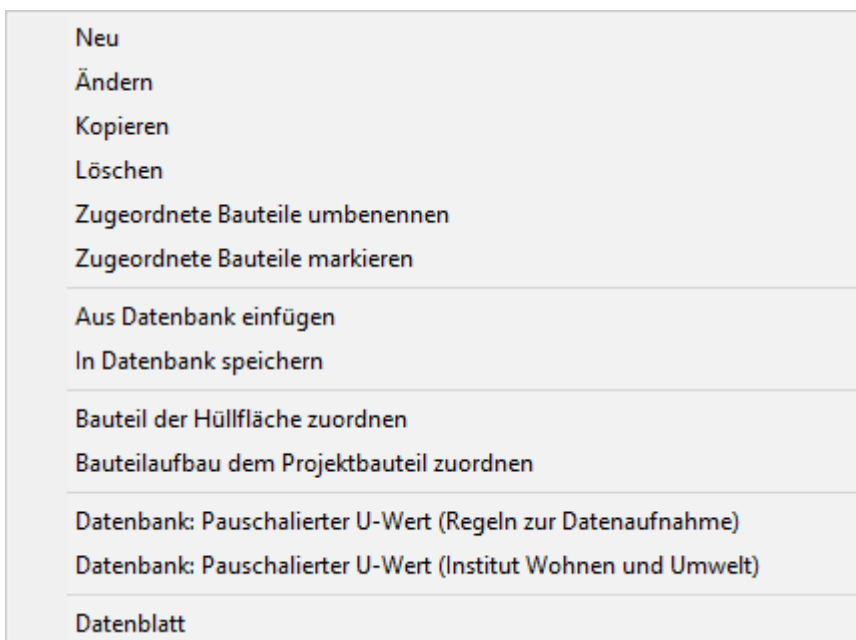 Neu
Ändern
Kopieren
Löschen
Zugeordnete Bauteile umbenennen
Zugeordnete Bauteile markieren
Aus Datenbank einfügen
In Datenbank speichern
Bauteil der Hüllfläche zuordnen
Bauteilaufbau dem Projektbauteil zuordnen
Datenbank: Pauschalierter U-Wert (Regeln zur Datenaufnahme)
Datenbank: Pauschalierter U-Wert (Institut Wohnen und Umwelt)
Datenblatt